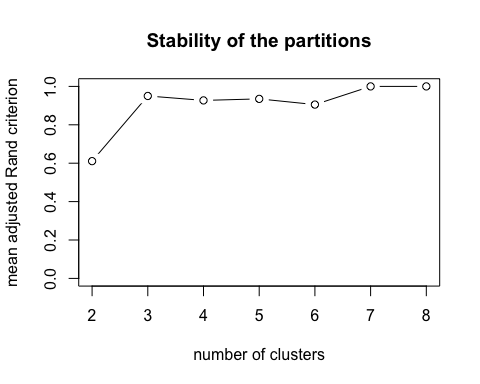 Stability of the partitions
mean adjusted Rand criterion
1.0
0.8
0.6
0.4
0.2
0.0
2 3 4 5 6 7 8
number of clusters